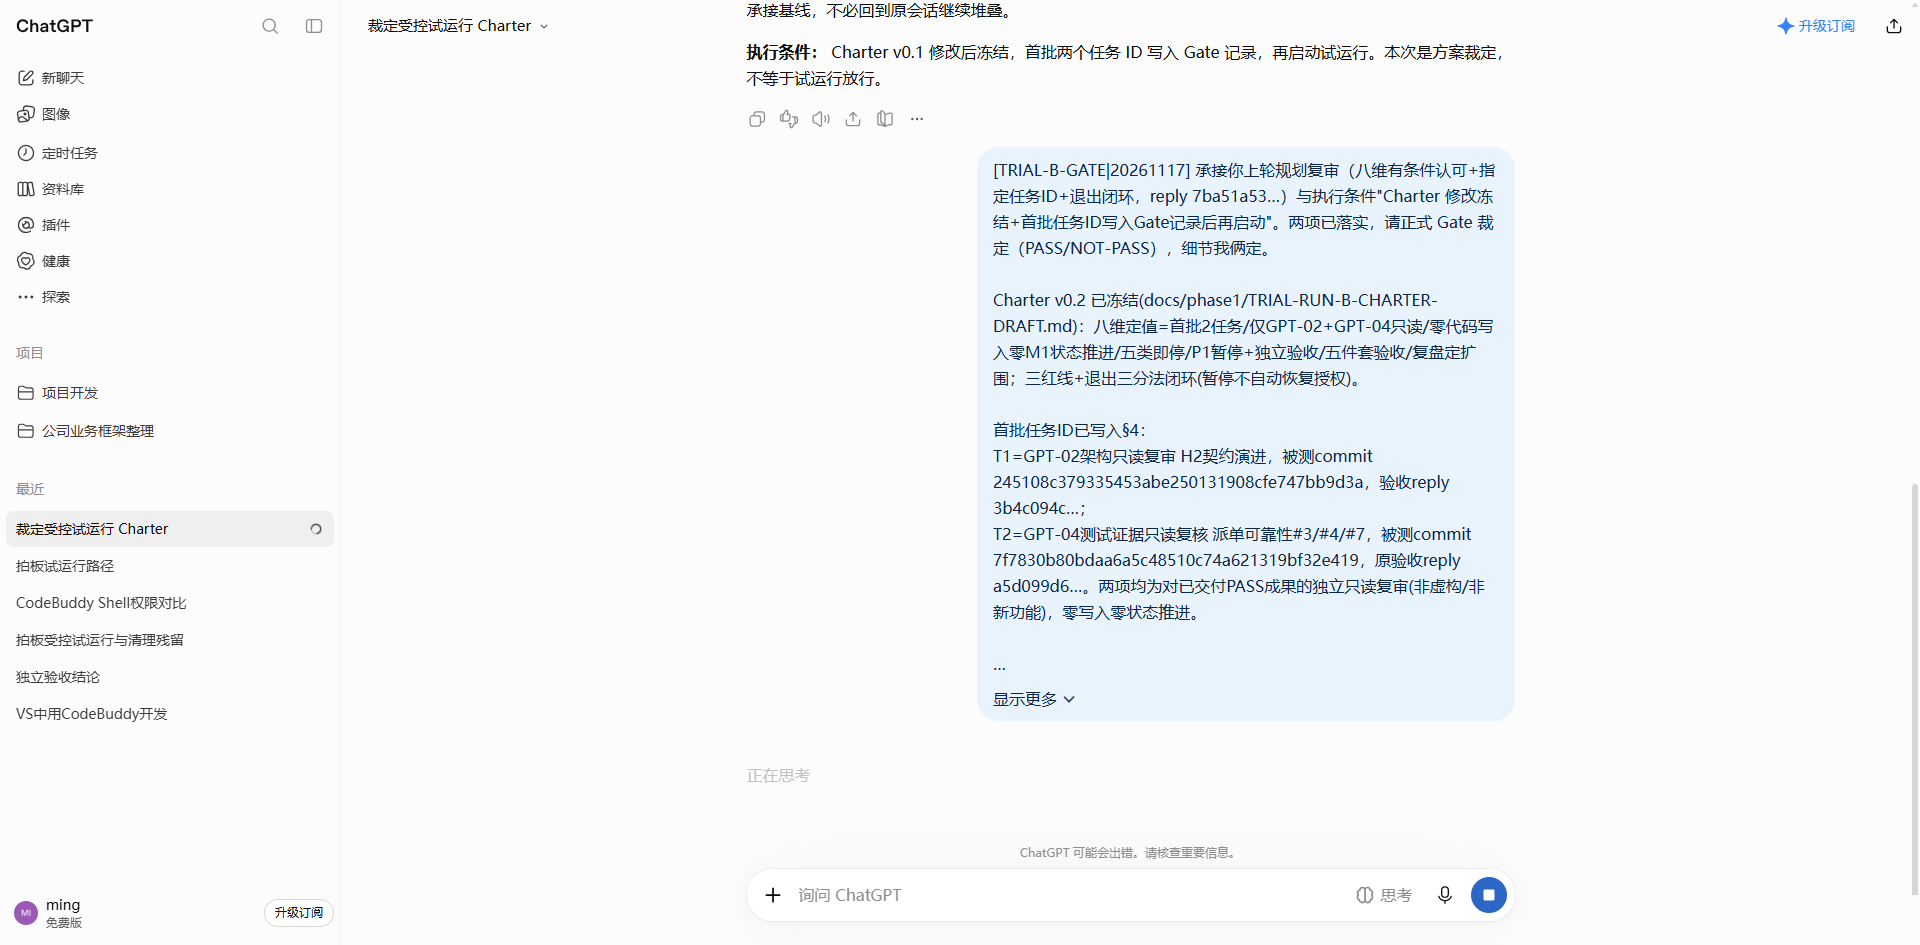 ChatGPT
新聊天
图像
定时任务
资料库
插件
健康
探索
项目
项目开发
公司业务框架整理
最近
裁定受控试运行 Charter
拍板试运行路径
CodeBuddy Shell权限对比
拍板受控试运行与清理残留
独立验收结论
VS中用CodeBuddy开发
MI
ming
免费版
升级订阅
裁定受控试运行 Charter
升级订阅
承接基线，不必回到原会话继续堆叠。
执行条件： Charter v0.1 修改后冻结，首批两个任务 ID 写入 Gate 记录，再启动试运行。本次是方案裁定，
不等于试运行放行。
[TRIAL-B-GATE|20261117] 承接你上轮规划复审（八维有条件认可+指
定任务ID+退出闭环，reply 7ba51a53...）与执行条件"Charter 修改冻
结+首批任务ID写入Gate记录后再启动"。两项已落实，请正式 Gate 裁
定（PASS/NOT-PASS），细节我俩定。
Charter v0.2 已冻结(docs/phase1/TRIAL-RUN-B-CHARTER-
DRAFT.md)：八维定值=首批2任务/仅GPT-02+GPT-04只读/零代码写
入零M1状态推进/五类即停/P1暂停+独立验收/五件套验收/复盘定扩
围；三红线+退出三分法闭环(暂停不自动恢复授权)。
首批任务ID已写入§4：
T1=GPT-02架构只读复审 H2契约演进，被测commit
245108c379335453abe250131908cfe747bb9d3a，验收reply
3b4c094c...；
T2=GPT-04测试证据只读复核 派单可靠性#3/#4/#7，被测commit
7f7830b80bdaa6a5c48510c74a621319bf32e419，原验收reply
a5d099d6...。两项均为对已交付PASS成果的独立只读复审(非虚构/非
新功能)，零写入零状态推进。
...
显示更多
正在思考
ChatGPT 可能会出错。请核查重要信息。
询问 ChatGPT
思考